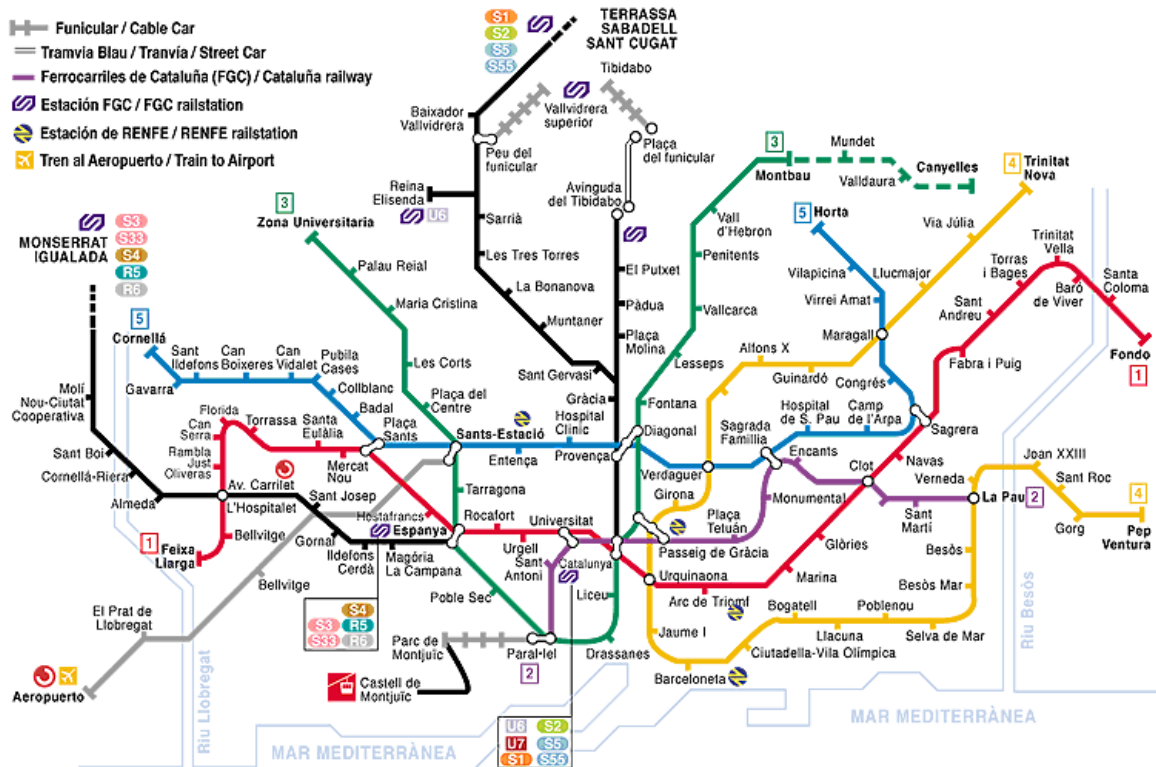 Funicular / Cable Car
Tramvia Blau / Tranvía / Street Car
Ferrocarriles de Cataluña (FGC) / Cataluña railway
Estación FGC / FGC railstation
Estación de RENFE / RENFE railstation
Tren al Aeropuerto / Train to Airport
S1
S2
S5
S55
TERRASSA
SABADELL
SANT CUGAT
Tibidabo
Vallvidrera
superior
Baixador
Vallvidrera
Peu del
funicular
Plaça
del funicular
Avinguda
del Tibidabo
Reina
Elisenda
U6
Sarrià
Les Tres Torres
La Bonanova
Muntaner
Sant Gervasi
Gràcia
El Putxet
Pàdua
Plaça
Molina
3
Montbau
Mundet
Valldaura
Canyelles
4
Trinitat
Nova
Vall
d'Hebron
Penitents
Vallcarca
Lesseps
Fontana
Diagonal
5
Horta
Vilapicina
Virrei Amat
Maragall
Congrés
Via Júlia
Llucmajor
Alfons X
Guinardó
Trinitat
Vella
Torras
i Bages
Baró
de Viver
Santa
Coloma
Sant
Andreu
Fabra i Puig
Fondo
1
Sagrera
Navas
MONSERRAT
IGUALADA
S3
S33
S4
R5
R6
3
Zona Universitaria
Palau Reial
Maria Cristina
Les Corts
Plaça del
Centre
5
Cornellá
Gavarra
Sant
Ildefons
Can
Boixeres
Can
Vidalet
Pubila
Cases
Collblanc
Badal
Plaça
Sants
Sants-Estació
Entença
Hospital
Clinic
Provença
Verdaguer
Sagrada
Famillia
Hospital
de S. Pau
Camp
de l'Arpa
Encants
Clot
Molí
Nou-Ciutat
Cooperativa
Sant Boi
Cornellá-Riera
Almeda
Florida
Can
Serra
Rambla
Just
Oliveras
Torrassa
Santa
Eulàlia
Mercat
Nou
Av. Carrilet
L'Hospitalet
Bellvitge
1
Feixa
Llarga
Sant Josep
Gornal
Ildefons
Cerdà
Magória
La Campana
Hostafrancs
Espanya
Tarragona
Rocafort
Urgell
Universitat
Sant
Antoni
Catalunya
Girona
Plaça
Tetuán
Monumental
Passeig de Gràcia
Urquinaona
Arc de Triomf
Marina
Glòries
Verneda
Joan XXIII
Sant Roc
La Pau
2
Sant
Martí
Gorg
4
Pep
Ventura
Besòs
Besòs Mar
Selva de Mar
Poblenou
Llacuna
Bogatell
Ciutadella-Vila Olímpica
Barceloneta
Jaume I
Liceu
Drassanes
Poble Sec
Paral-lel
2
Parc de
Montjuïc
Castell de
Montjuïc
Bellvitge
El Prat de
Llobregat
Aeropuerto
S4
S3
R5
S33
R6
U6
S2
U7
S5
S1
S55
Riu Llobregat
Riu Besòs
MAR MEDITERRÀNEA
MAR MEDITERRÀNEA